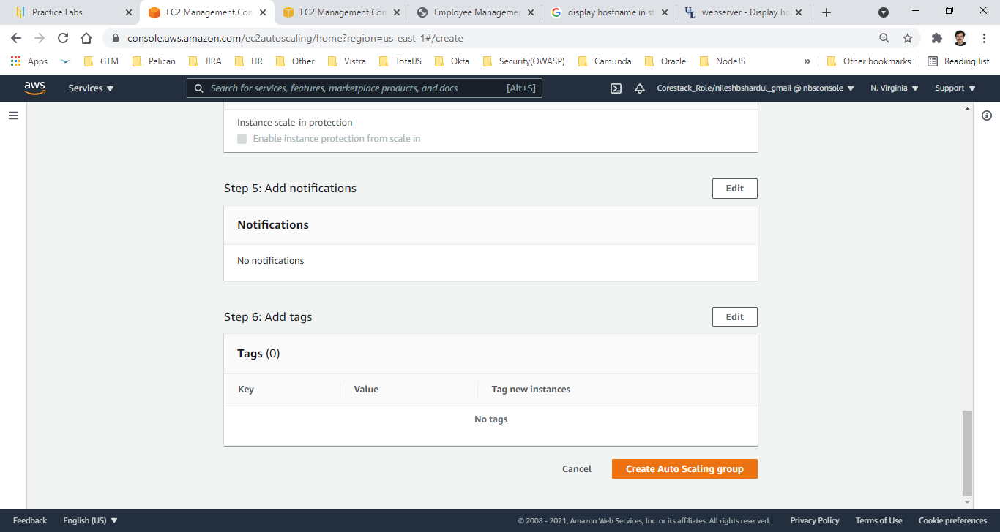 Practice Labs
EC2 Management Con
EC2 Management Con
Employee Managemen
display hostname in st
webserver - Display ho
console.aws.amazon.com/ec2autoscaling/home?region=us-east-1#/create
Apps GTM Pelican JIRA HR Other Vistra TotalJS Okta Security(OWASP) Camunda Oracle NodeJS » Other bookmarks Reading list
aws Services ▼ Search for services, features, marketplace products, and docs [Alt+S] Corestack_Role/nileshbshardul_gmail @ nbsconsole ▼ N. Virginia ▼ Support ▼
Instance scale-in protection
Enable instance protection from scale in
Step 5: Add notifications Edit
Notifications
No notifications
Step 6: Add tags Edit
Tags (0)
Key Value Tag new instances
No tags
Cancel Create Auto Scaling group
Feedback English (US) ▼ © 2008 - 2021, Amazon Web Services, Inc. or its affiliates. All rights reserved. Privacy Policy Terms of Use Cookie preferences